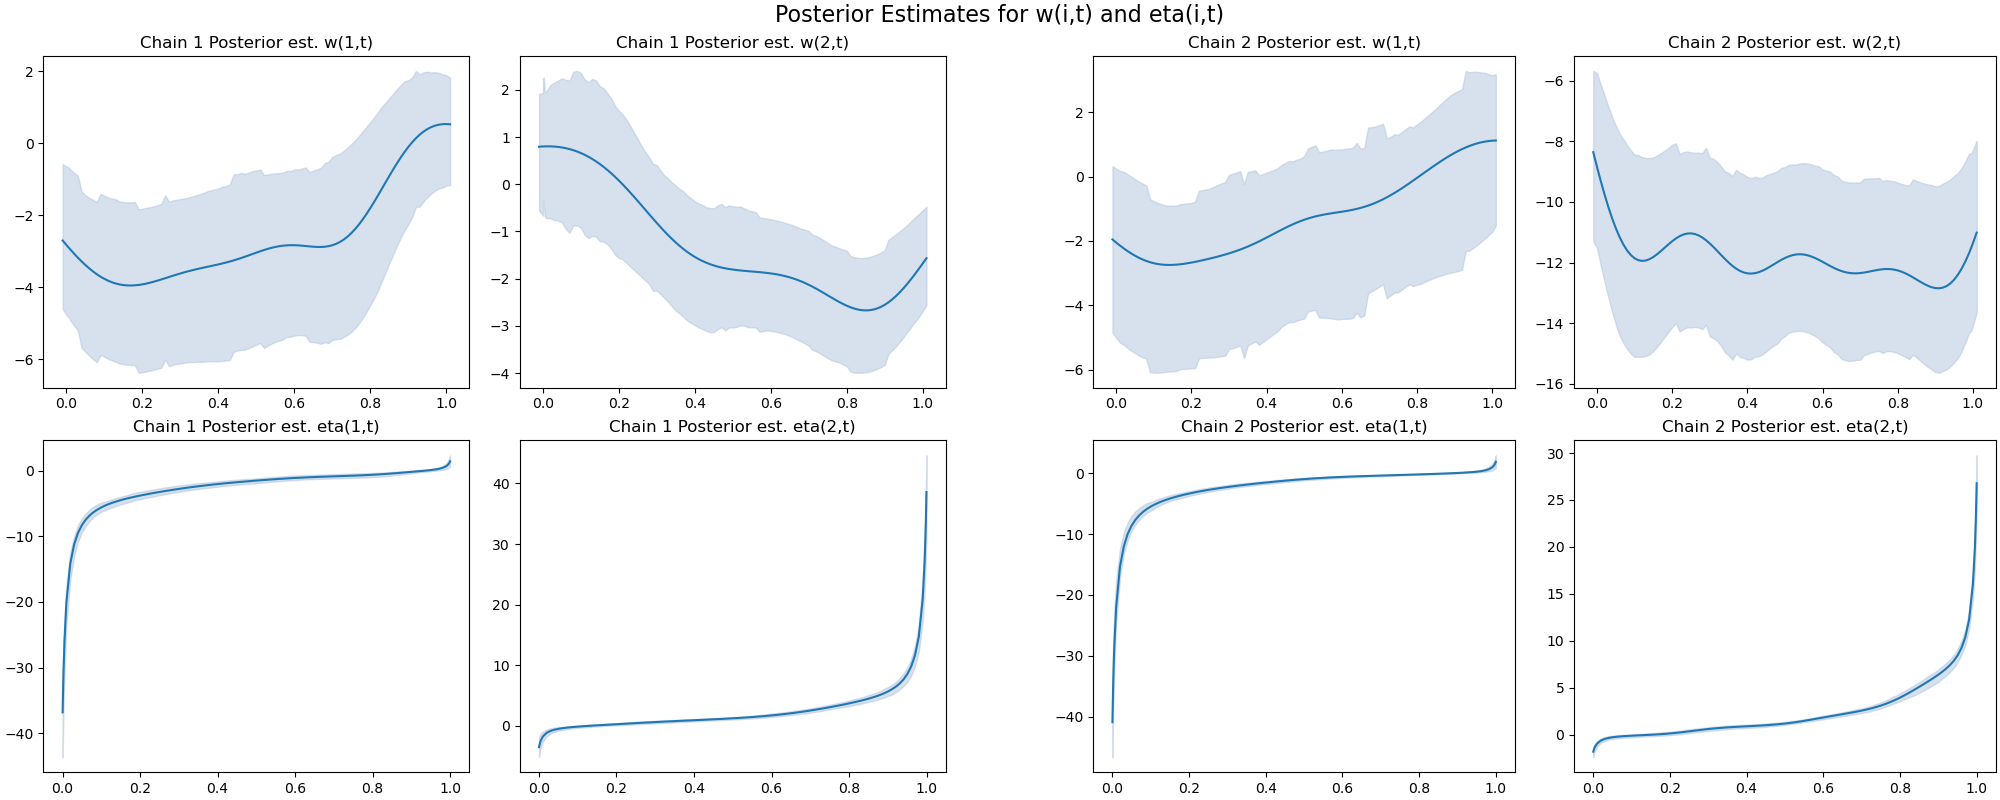 Posterior Estimates for w(i,t) and eta(i,t)
Chain 1 Posterior est. w(1,t)
2
0
−2
−4
−6
0.0 0.2 0.4 0.6 0.8 1.0
Chain 1 Posterior est. w(2,t)
2
1
0
−1
−2
−3
−4
0.0 0.2 0.4 0.6 0.8 1.0
Chain 2 Posterior est. w(1,t)
2
0
−2
−4
−6
0.0 0.2 0.4 0.6 0.8 1.0
Chain 2 Posterior est. w(2,t)
−6
−8
−10
−12
−14
−16
0.0 0.2 0.4 0.6 0.8 1.0
Chain 1 Posterior est. eta(1,t)
0
−10
−20
−30
−40
0.0 0.2 0.4 0.6 0.8 1.0
Chain 1 Posterior est. eta(2,t)
40
30
20
10
0
0.0 0.2 0.4 0.6 0.8 1.0
Chain 2 Posterior est. eta(1,t)
0
−10
−20
−30
−40
0.0 0.2 0.4 0.6 0.8 1.0
Chain 2 Posterior est. eta(2,t)
30
25
20
15
10
5
0
0.0 0.2 0.4 0.6 0.8 1.0